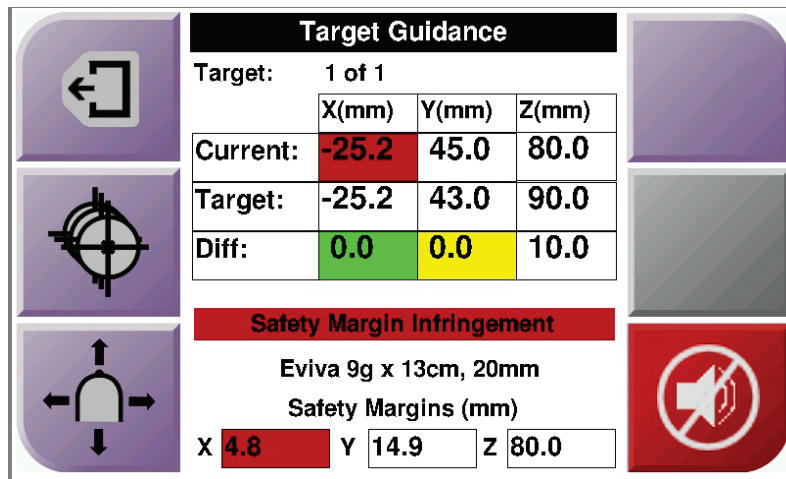 Target Guidance
Target: 1 of 1
X(mm) Y(mm) Z(mm)
Current: -25.2 45.0 80.0
Target: -25.2 43.0 90.0
Diff: 0.0 0.0 10.0
Safety Margin Infringement
Eviva 9g x 13cm, 20mm
Safety Margins (mm)
X 4.8 Y 14.9 Z 80.0